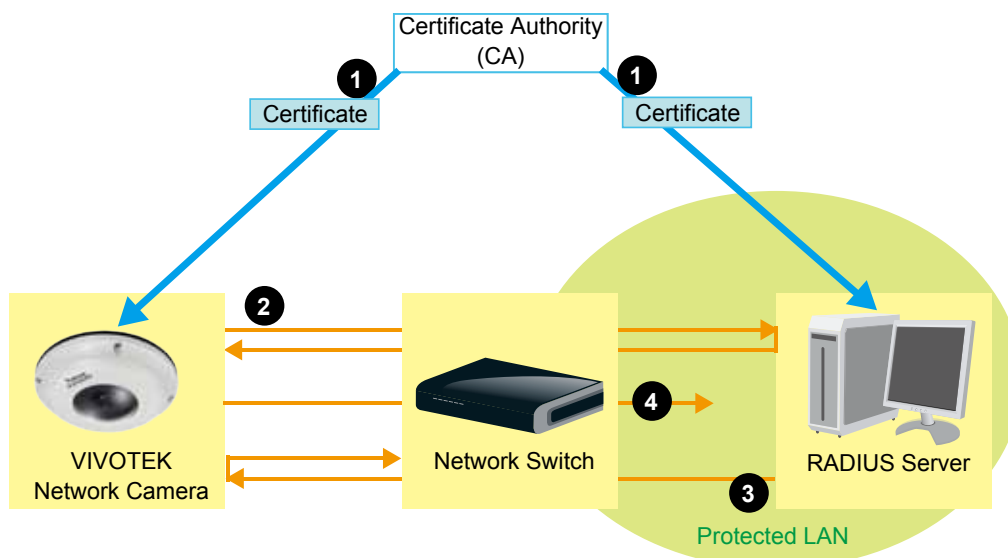 Certificate Authority
(CA)
1
1
Certificate
Certificate
2
4
VIVOTEK
Network Camera
Network Switch
RADIUS Server
3
Protected LAN